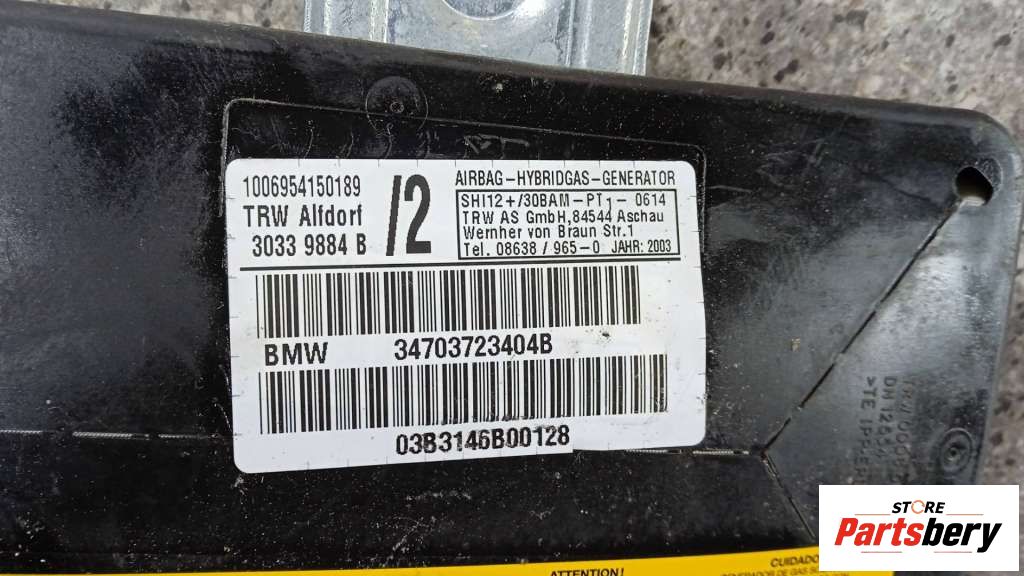 1006954150189
TRW Alfdorf
3033 9884 B
/2
AIRBAG-HYBRIDGAS-GENERATOR
SHI12+/30BAM-PT1-0614
TRW AS GmbH,84544 Aschau
Wernher von Braun Str.1
Tel. 08638/965-0 JAHR:2003
BMW 34703723404B
03B3146B00128
ATTENTION!
CUIDADO
STORE
Partsbery